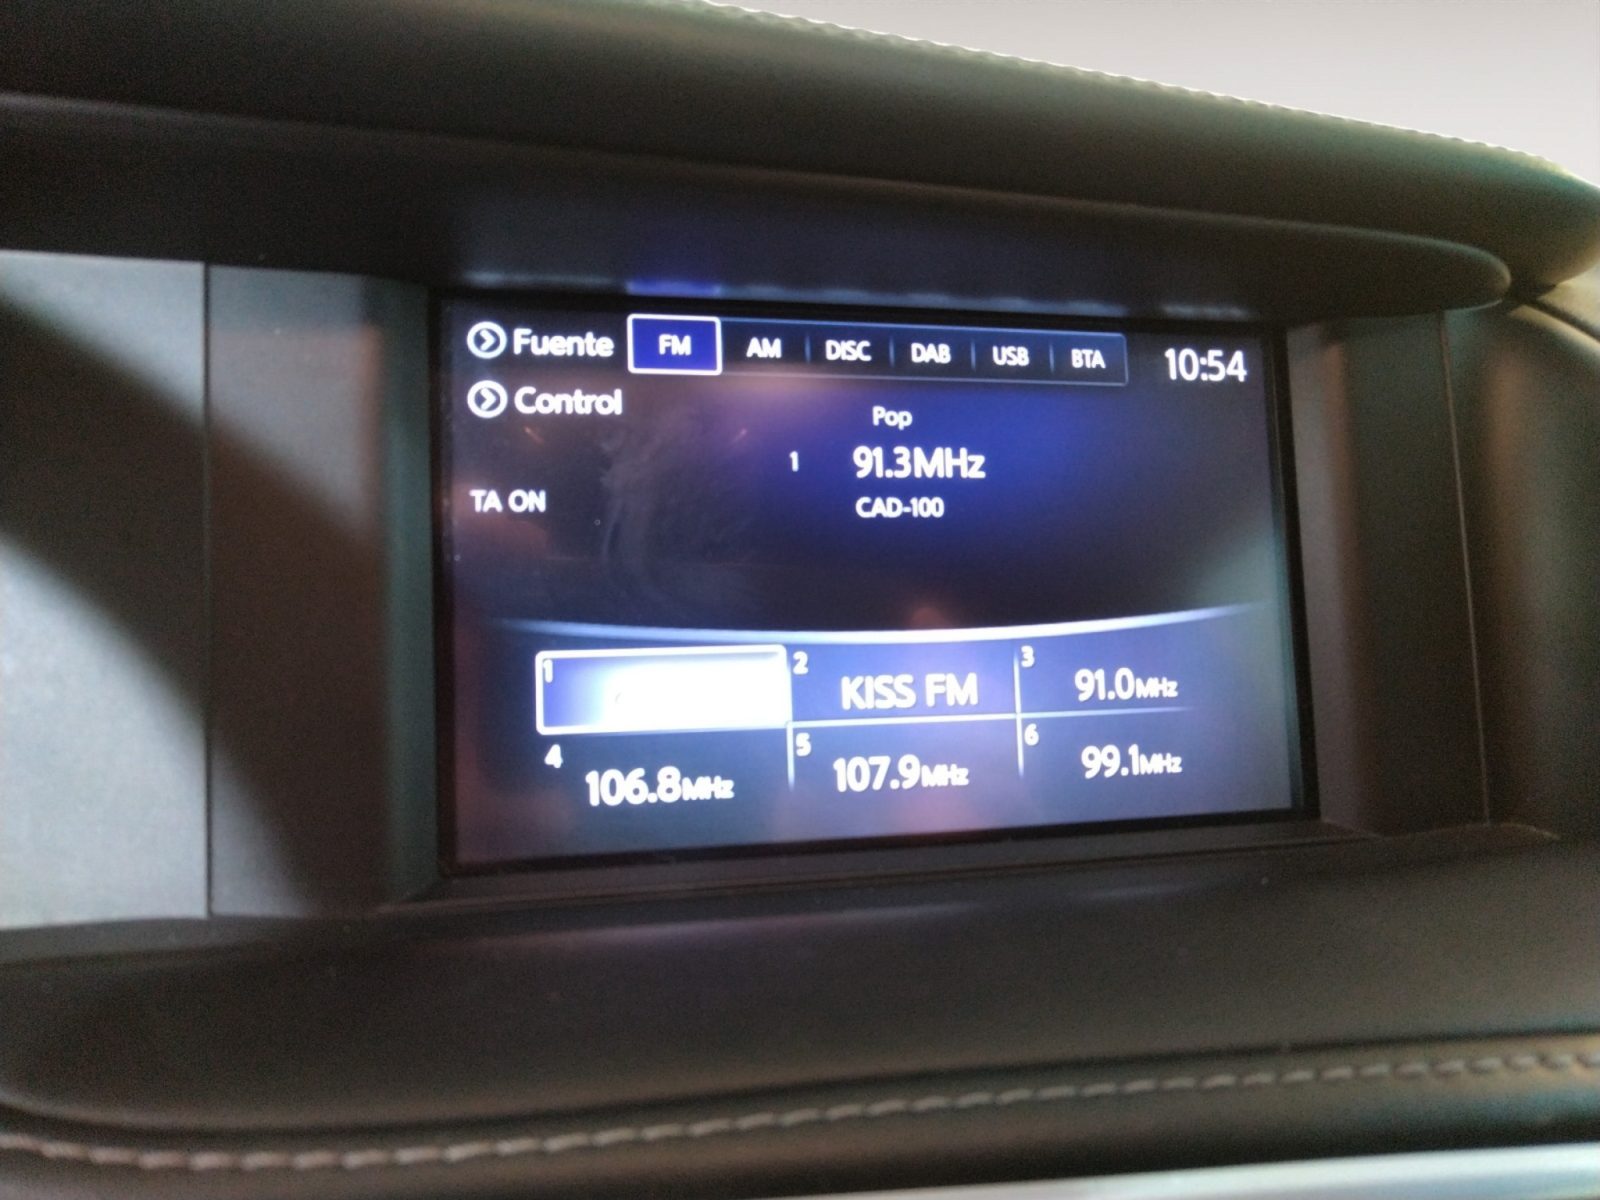 Fuente FM AM DISC DAB USB BTA 10:54
Control
Pop
1 91.3MHz
TA ON CAD-100
1 2 KISS FM 3 91.0MHz
4 106.8MHz 5 107.9MHz 6 99.1MHz